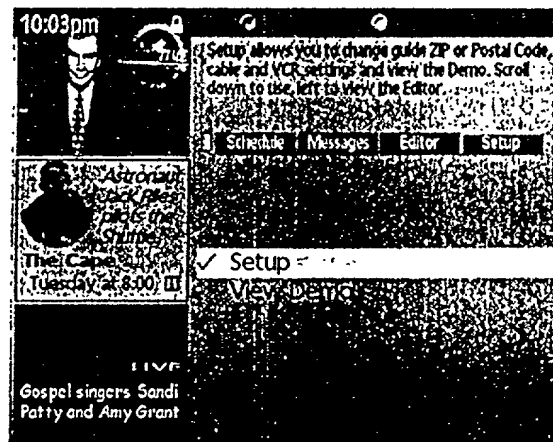 10:03pm
Setup allows you to change guide ZIP or Postal Code,
cable and VCR settings and view the Demo. Scroll
down to use, left to view the Editor.
Schedule Messages Editor Setup
Astronaut
pilots the
The Cape
Tuesday at 8:00
✓ Setup
View Demo
LIVE
Gospel singers Sandi
Patty and Amy Grant